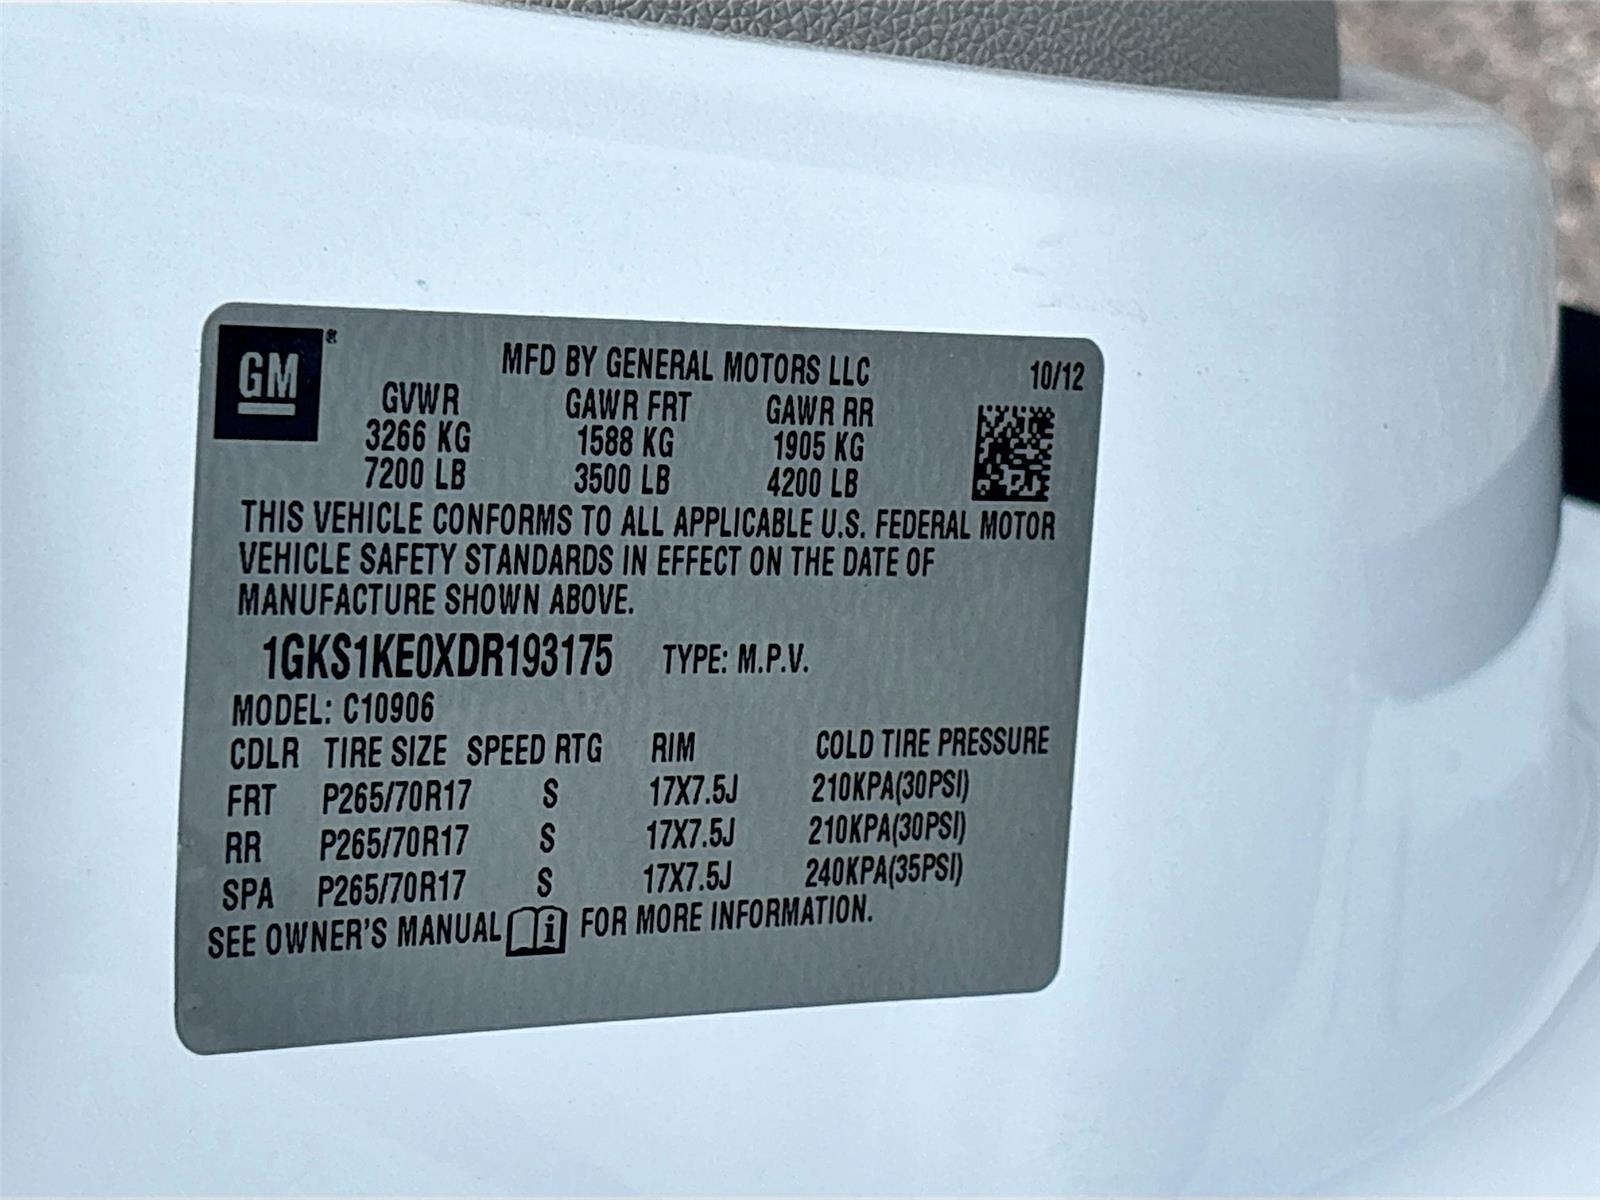 GM®
MFD BY GENERAL MOTORS LLC 10/12
GVWR GAWR FRT GAWR RR
3266 KG 1588 KG 1905 KG
7200 LB 3500 LB 4200 LB
THIS VEHICLE CONFORMS TO ALL APPLICABLE U.S. FEDERAL MOTOR
VEHICLE SAFETY STANDARDS IN EFFECT ON THE DATE OF
MANUFACTURE SHOWN ABOVE.
1GKS1KE0XDR193175 TYPE: M.P.V.
MODEL: C10906
CDLR TIRE SIZE SPEED RTG RIM COLD TIRE PRESSURE
FRT P265/70R17 S 17X7.5J 210KPA(30PSI)
RR P265/70R17 S 17X7.5J 210KPA(30PSI)
SPA P265/70R17 S 17X7.5J 240KPA(35PSI)
SEE OWNER'S MANUAL i FOR MORE INFORMATION.